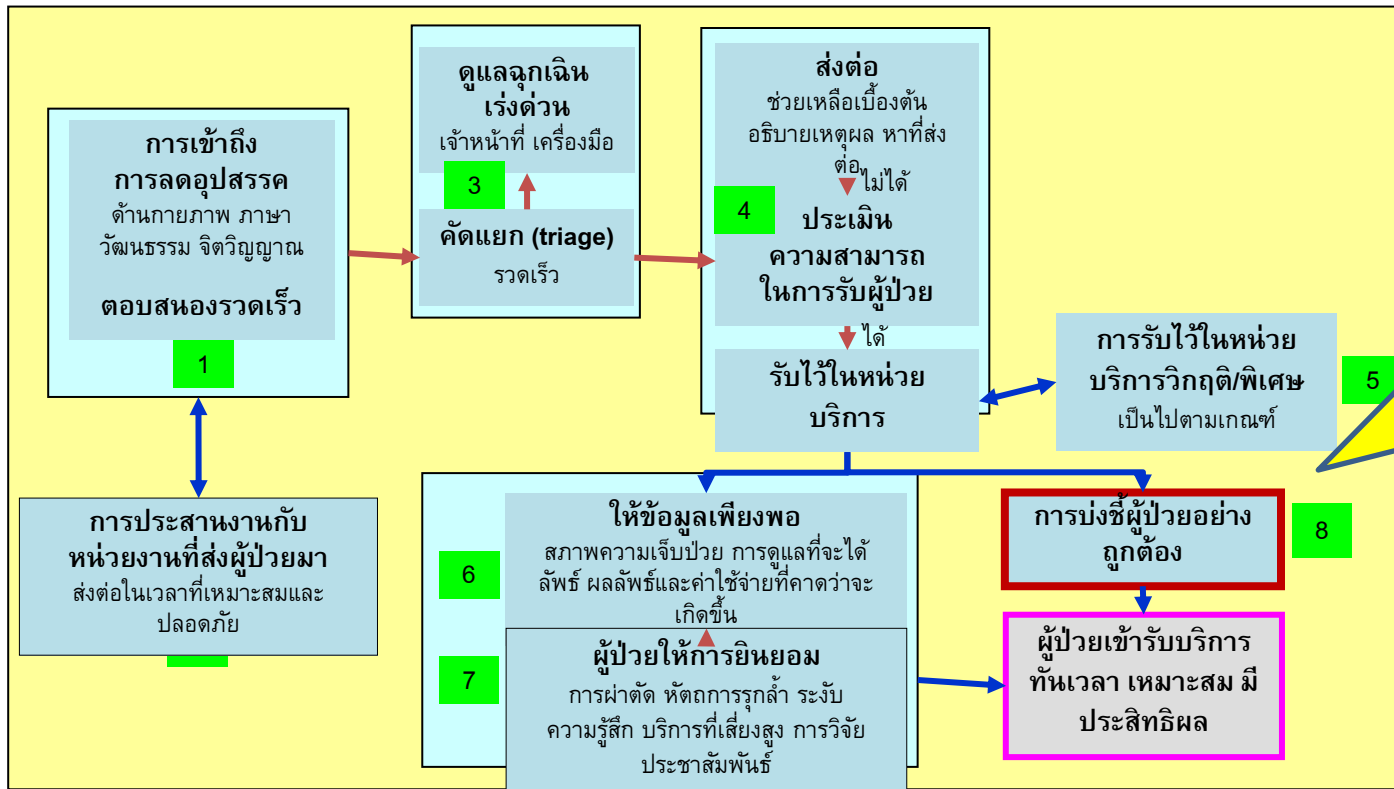 การเข้าถึง
การลดอุปสรรค
ด้านกายภาพ ภาษา
วัฒนธรรม จิตวิญญาณ
ตอบสนองรวดเร็ว
1
การประสานงานกับ
หน่วยงานที่ส่งผู้ป่วยมา
ส่งต่อในเวลาที่เหมาะสมและ
ปลอดภัย
ดูแลฉุกเฉิน
เร่งด่วน
เจ้าหน้าที่ เครื่องมือ
3
คัดแยก (triage)
รวดเร็ว
ส่งต่อ
ช่วยเหลือเบื้องต้น
อธิบายเหตุผล หาที่ส่ง
ต่อ
ไม่ได้
4
ประเมิน
ความสามารถ
ในการรับผู้ป่วย
ได้
รับไว้ในหน่วย
บริการ
การรับไว้ในหน่วย
บริการวิกฤติ/พิเศษ
เป็นไปตามเกณฑ์
5
ให้ข้อมูลเพียงพอ
สภาพความเจ็บป่วย การดูแลที่จะได้
ลัพธ์ ผลลัพธ์และค่าใช้จ่ายที่คาดว่าจะ
เกิดขึ้น
6
ผู้ป่วยให้การยินยอม
การผ่าตัด หัตถการรุกล้ำ ระงับ
ความรู้สึก บริการที่เสี่ยงสูง การวิจัย
ประชาสัมพันธ์
7
การบ่งชี้ผู้ป่วยอย่าง
ถูกต้อง
8
ผู้ป่วยเข้ารับบริการ
ทันเวลา เหมาะสม มี
ประสิทธิผล